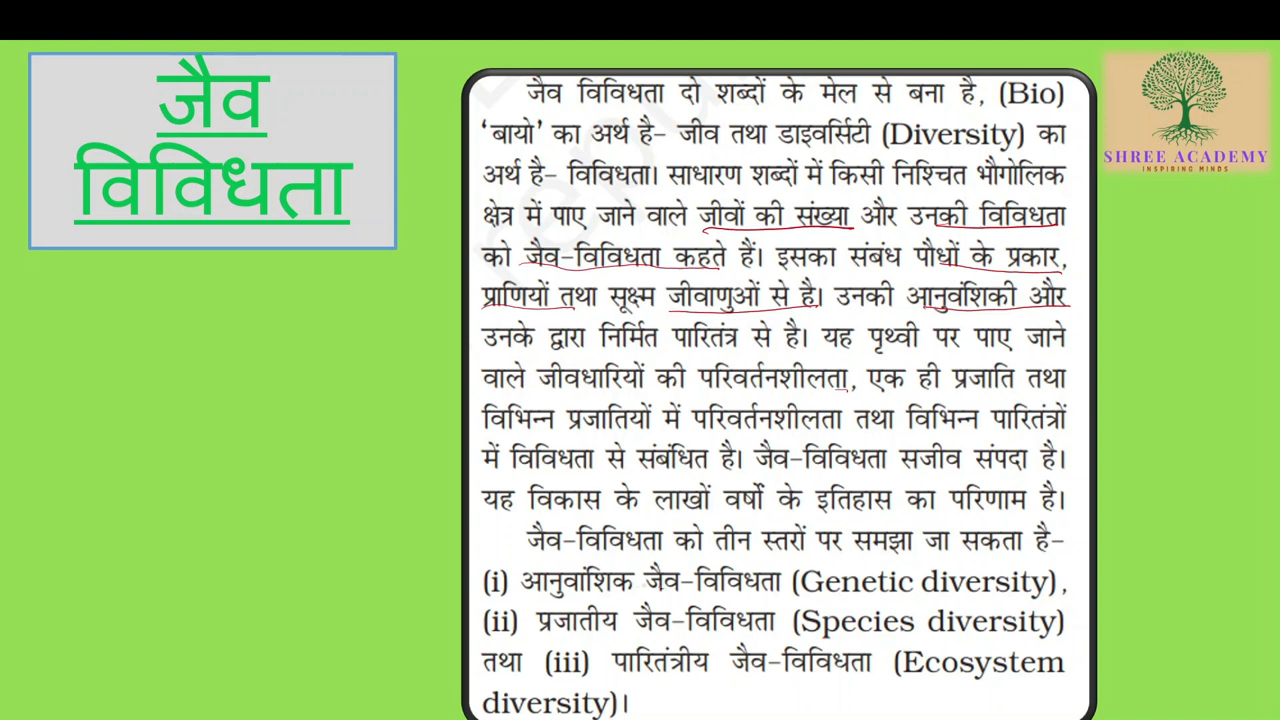 जैव
विविधता
जैव विविधता दो शब्दों के मेल से बना है, (Bio)
‘बायो’ का अर्थ है– जीव तथा डाइवर्सिटी (Diversity) का
अर्थ है– विविधता। साधारण शब्दों में किसी निश्चित भौगोलिक
क्षेत्र में पाए जाने वाले जीवों की संख्या और उनकी विविधता
को जैव–विविधता कहते हैं। इसका संबंध पौधों के प्रकार,
प्राणियों तथा सूक्ष्म जीवाणुओं से है। उनकी आनुवंशिकी और
उनके द्वारा निर्मित पारितंत्र से है। यह पृथ्वी पर पाए जाने
वाले जीवधारियों की परिवर्तनशीलता, एक ही प्रजाति तथा
विभिन्न प्रजातियों में परिवर्तनशीलता तथा विभिन्न पारितंत्रों
में विविधता से संबंधित है। जैव–विविधता सजीव संपदा है।
यह विकास के लाखों वर्षों के इतिहास का परिणाम है।
जैव–विविधता को तीन स्तरों पर समझा जा सकता है–
(i) आनुवांशिक जैव–विविधता (Genetic diversity),
(ii) प्रजातीय जैव–विविधता (Species diversity)
तथा (iii) पारितंत्रीय जैव–विविधता (Ecosystem
diversity)।
SHREE ACADEMY
INSPIRING MINDS